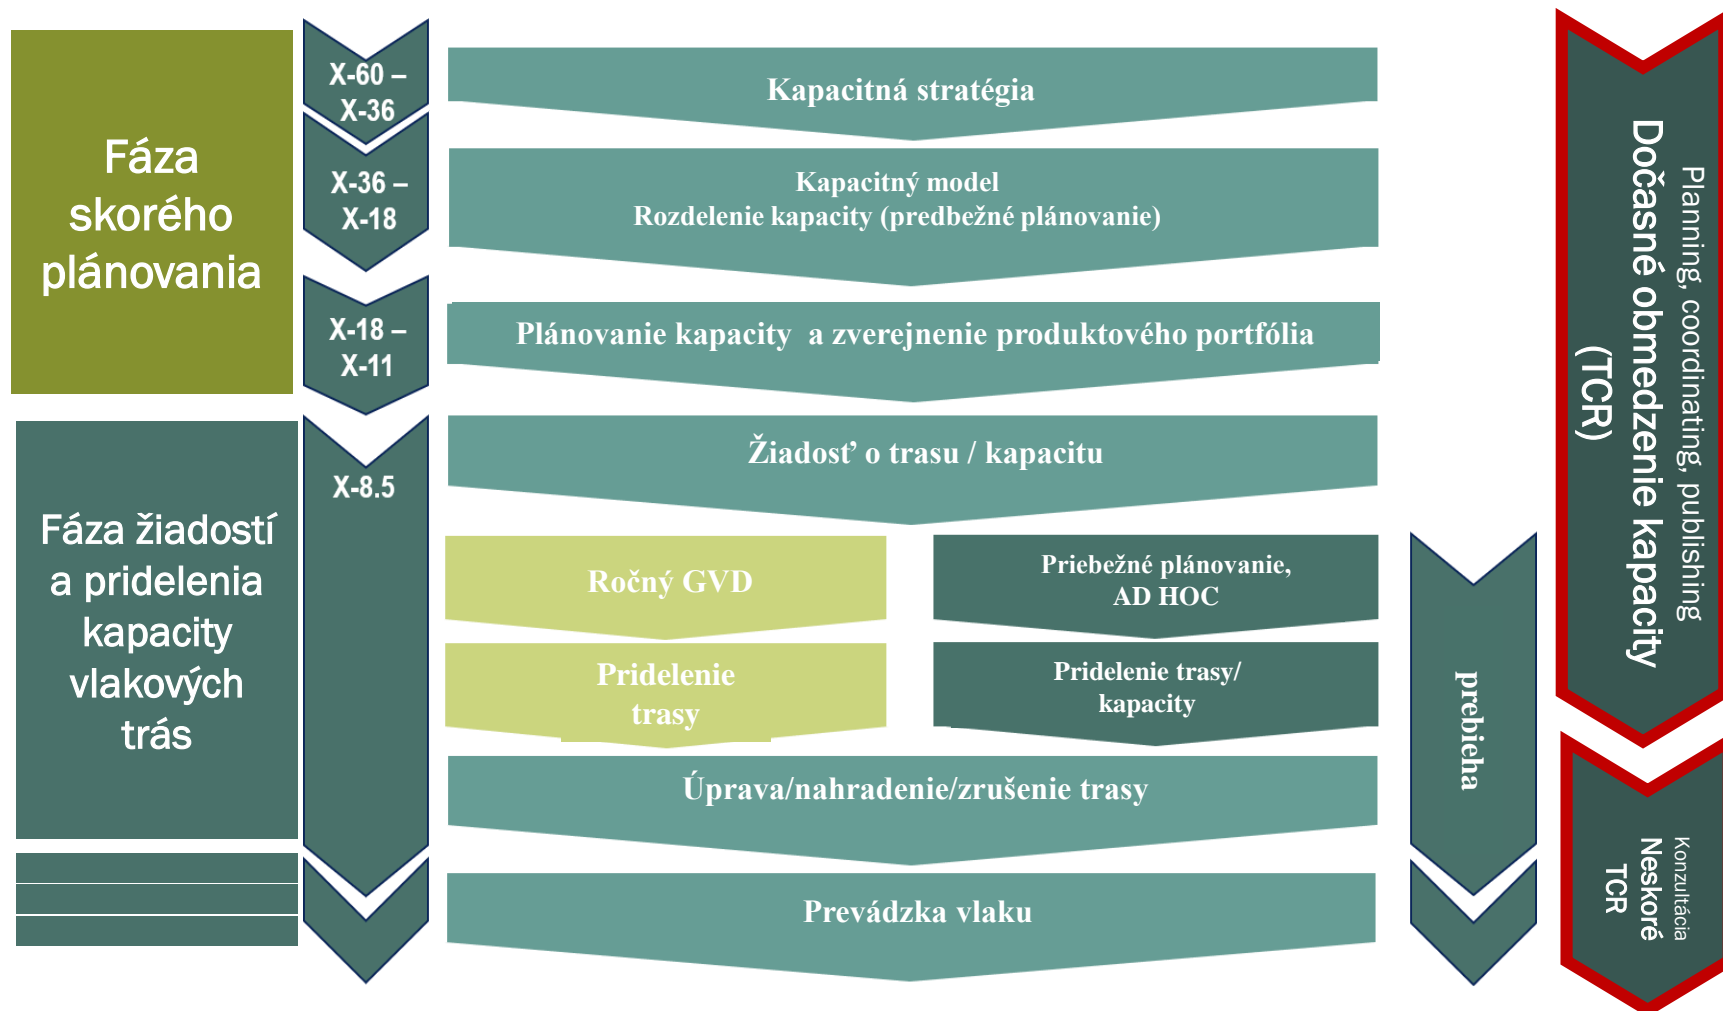 Fáza
skorého
plánovania
X-60 –
X-36
Kapacitná stratégia
X-36 –
X-18
Kapacitný model
Rozdelenie kapacity (predbežné plánovanie)
X-18 –
X-11
Plánovanie kapacity  a zverejnenie produktového portfólia
Fáza žiadostí
a pridelenia
kapacity
vlakových
trás
X-8.5
Žiadosť o trasu / kapacitu
Ročný GVD
Priebežné plánovanie,
AD HOC
Pridelenie
trasy
Pridelenie trasy/
kapacity
Úprava/nahradenie/zrušenie trasy
Prevádzka vlaku
prebieha
Planning, coordinating, publishing
Dočasné obmedzenie kapacity
(TCR)
Konzultácia
Neskoré
TCR